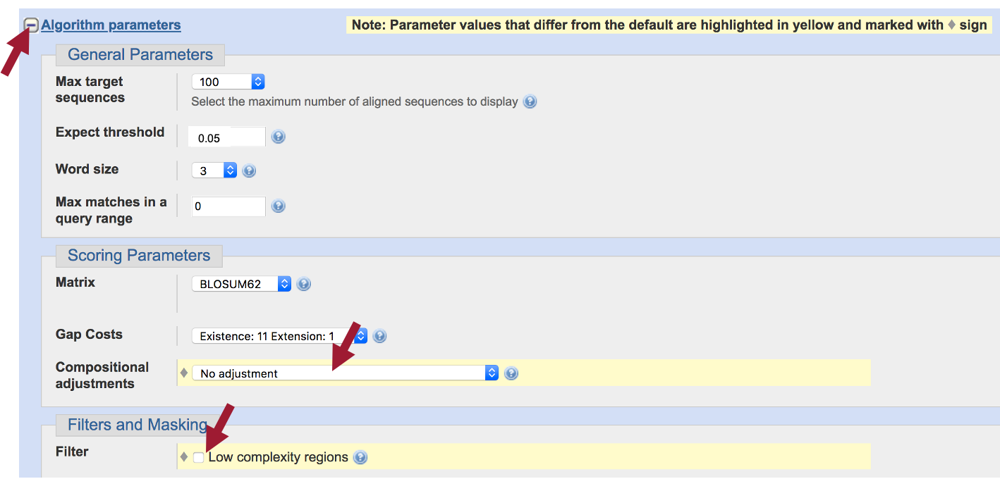 Algorithm parameters
Note: Parameter values that differ from the default are highlighted in yellow and marked with ♦ sign
General Parameters
Max target
sequences
100
Select the maximum number of aligned sequences to display
Expect threshold
0.05
Word size
3
Max matches in a
query range
0
Scoring Parameters
Matrix
BLOSUM62
Gap Costs
Existence: 11 Extension: 1
Compositional
adjustments
♦ No adjustment
Filters and Masking
Filter
♦ Low complexity regions